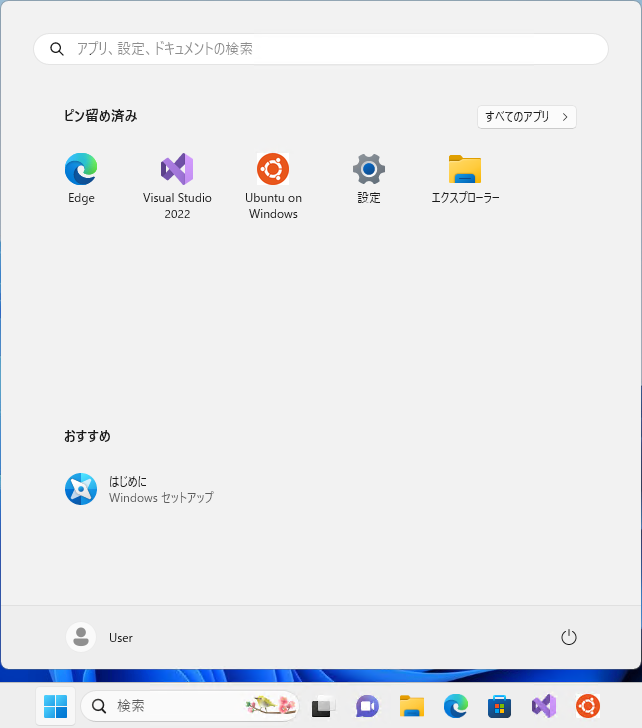 アプリ、設定、ドキュメントの検索
ピン留め済み
すべてのアプリ
Edge
Visual Studio
2022
Ubuntu on
Windows
設定
エクスプローラー
おすすめ
はじめに
Windows セットアップ
User
検索